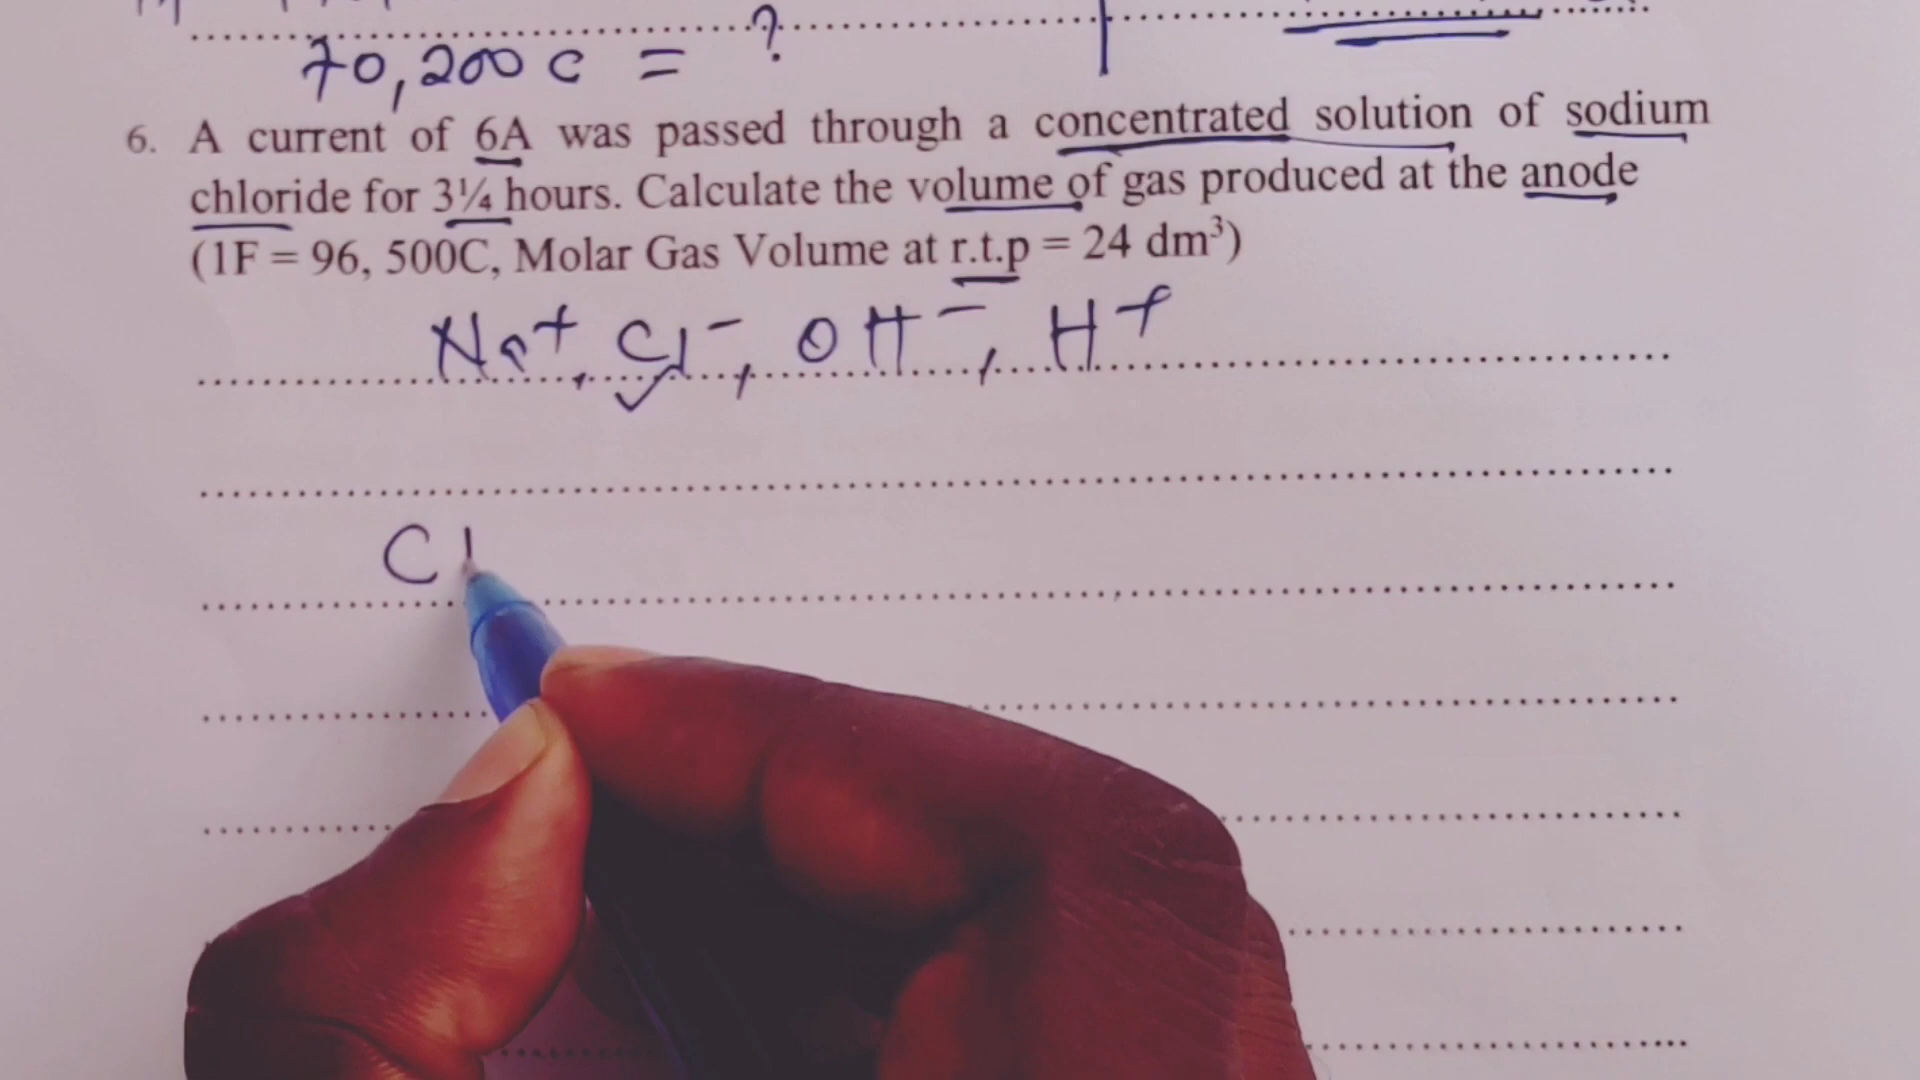 70,200 C = ?
6. A current of 6A was passed through a concentrated solution of sodium
chloride for 3¼ hours. Calculate the volume of gas produced at the anode
(1F = 96, 500C, Molar Gas Volume at r.t.p = 24 dm³)
Na⁺, Cl⁻, OH⁻, H⁺
Cl